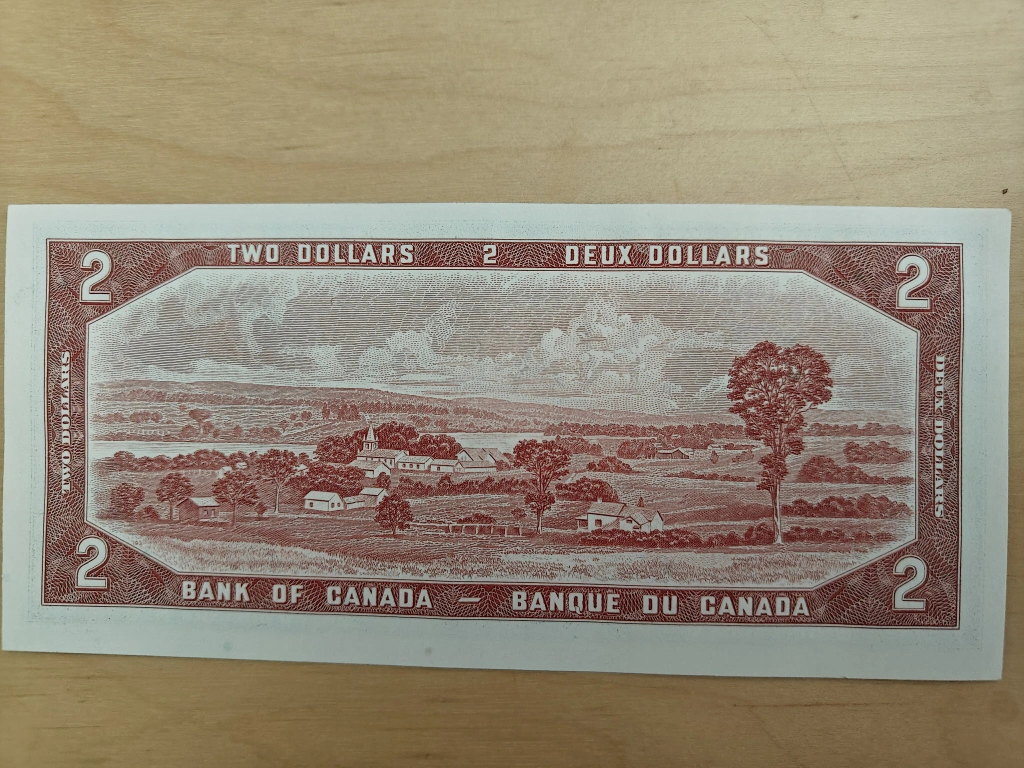 TWO DOLLARS 2 DEUX DOLLARS
2 2
TWO DOLLARS
DEUX DOLLARS
2 2
BANK OF CANADA — BANQUE DU CANADA